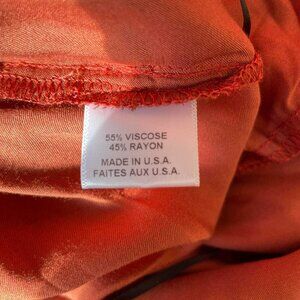 55% VISCOSE
45% RAYON
MADE IN U.S.A.
FAITES AUX U.S.A.